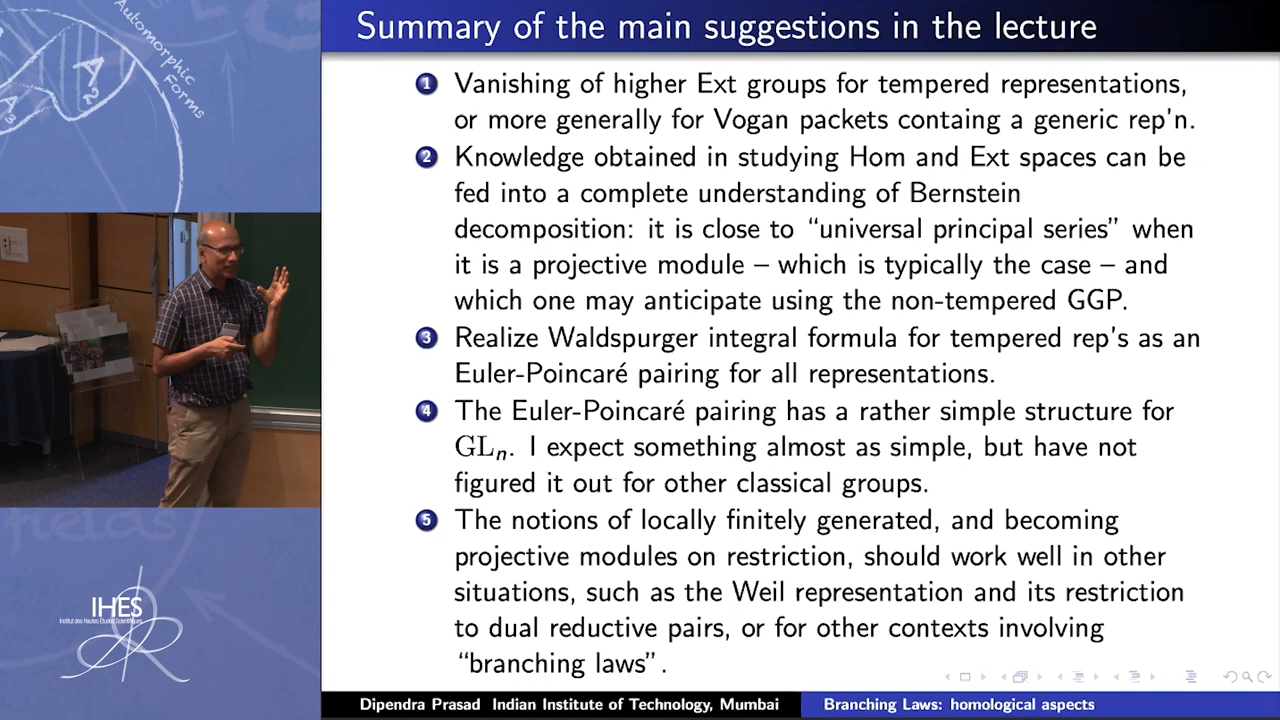 Automorphic
Forms
A₂
A₃
Summary of the main suggestions in the lecture
1 Vanishing of higher Ext groups for tempered representations,
or more generally for Vogan packets containg a generic rep'n.
2 Knowledge obtained in studying Hom and Ext spaces can be
fed into a complete understanding of Bernstein
decomposition: it is close to “universal principal series” when
it is a projective module – which is typically the case – and
which one may anticipate using the non-tempered GGP.
3 Realize Waldspurger integral formula for tempered rep's as an
Euler-Poincaré pairing for all representations.
4 The Euler-Poincaré pairing has a rather simple structure for
GLₙ. I expect something almost as simple, but have not
figured it out for other classical groups.
5 The notions of locally finitely generated, and becoming
projective modules on restriction, should work well in other
situations, such as the Weil representation and its restriction
to dual reductive pairs, or for other contexts involving
“branching laws”.
fields
IHES
Institut des Hautes Études Scientifiques
Dipendra Prasad Indian Institute of Technology, Mumbai
Branching Laws: homological aspects